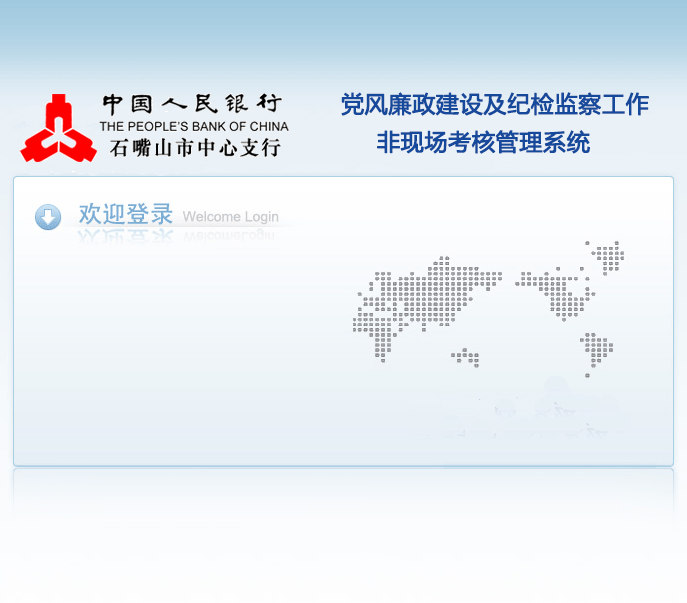 中国人民银行
THE PEOPLE'S BANK OF CHINA
石嘴山市中心支行
党风廉政建设及纪检监察工作
非现场考核管理系统
欢迎登录 Welcome Login